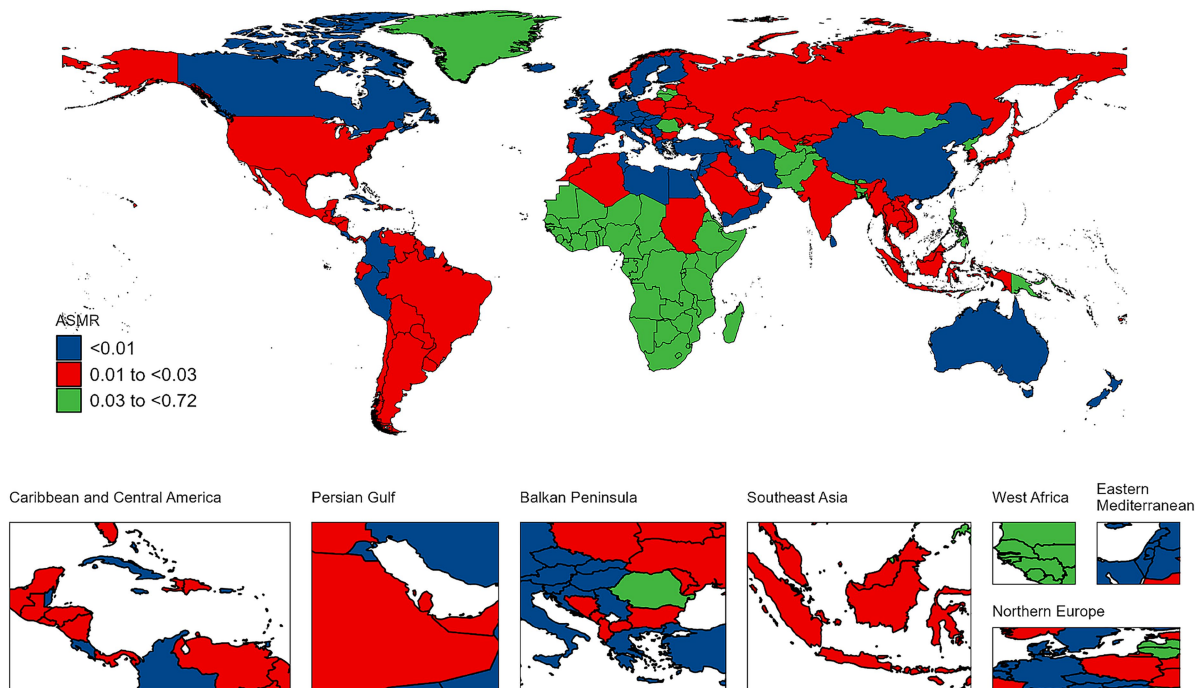 ASMR
<0.01
0.01 to <0.03
0.03 to <0.72
Caribbean and Central America
Persian Gulf
Balkan Peninsula
Southeast Asia
West Africa
Eastern
Mediterranean
Northern Europe